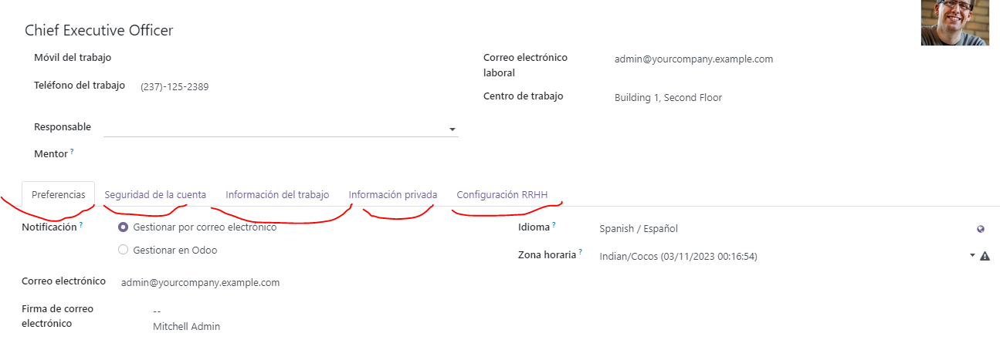 Chief Executive Officer
Móvil del trabajo
Teléfono del trabajo (237)-125-2389
Correo electrónico laboral admin@yourcompany.example.com
Centro de trabajo Building 1, Second Floor
Responsable
Mentor ?
Preferencias Seguridad de la cuenta Información del trabajo Información privada Configuración RRHH
Notificación ? Gestionar por correo electrónico
Gestionar en Odoo
Idioma ? Spanish / Español
Zona horaria ? Indian/Cocos (03/11/2023 00:16:54)
Correo electrónico admin@yourcompany.example.com
Firma de correo electrónico --
Mitchell Admin